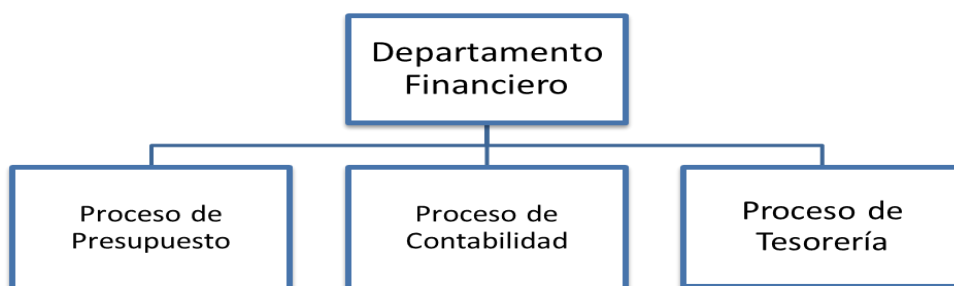 Departamento
Financiero
Proceso de
Presupuesto
Proceso de
Contabilidad
Proceso de
Tesorería